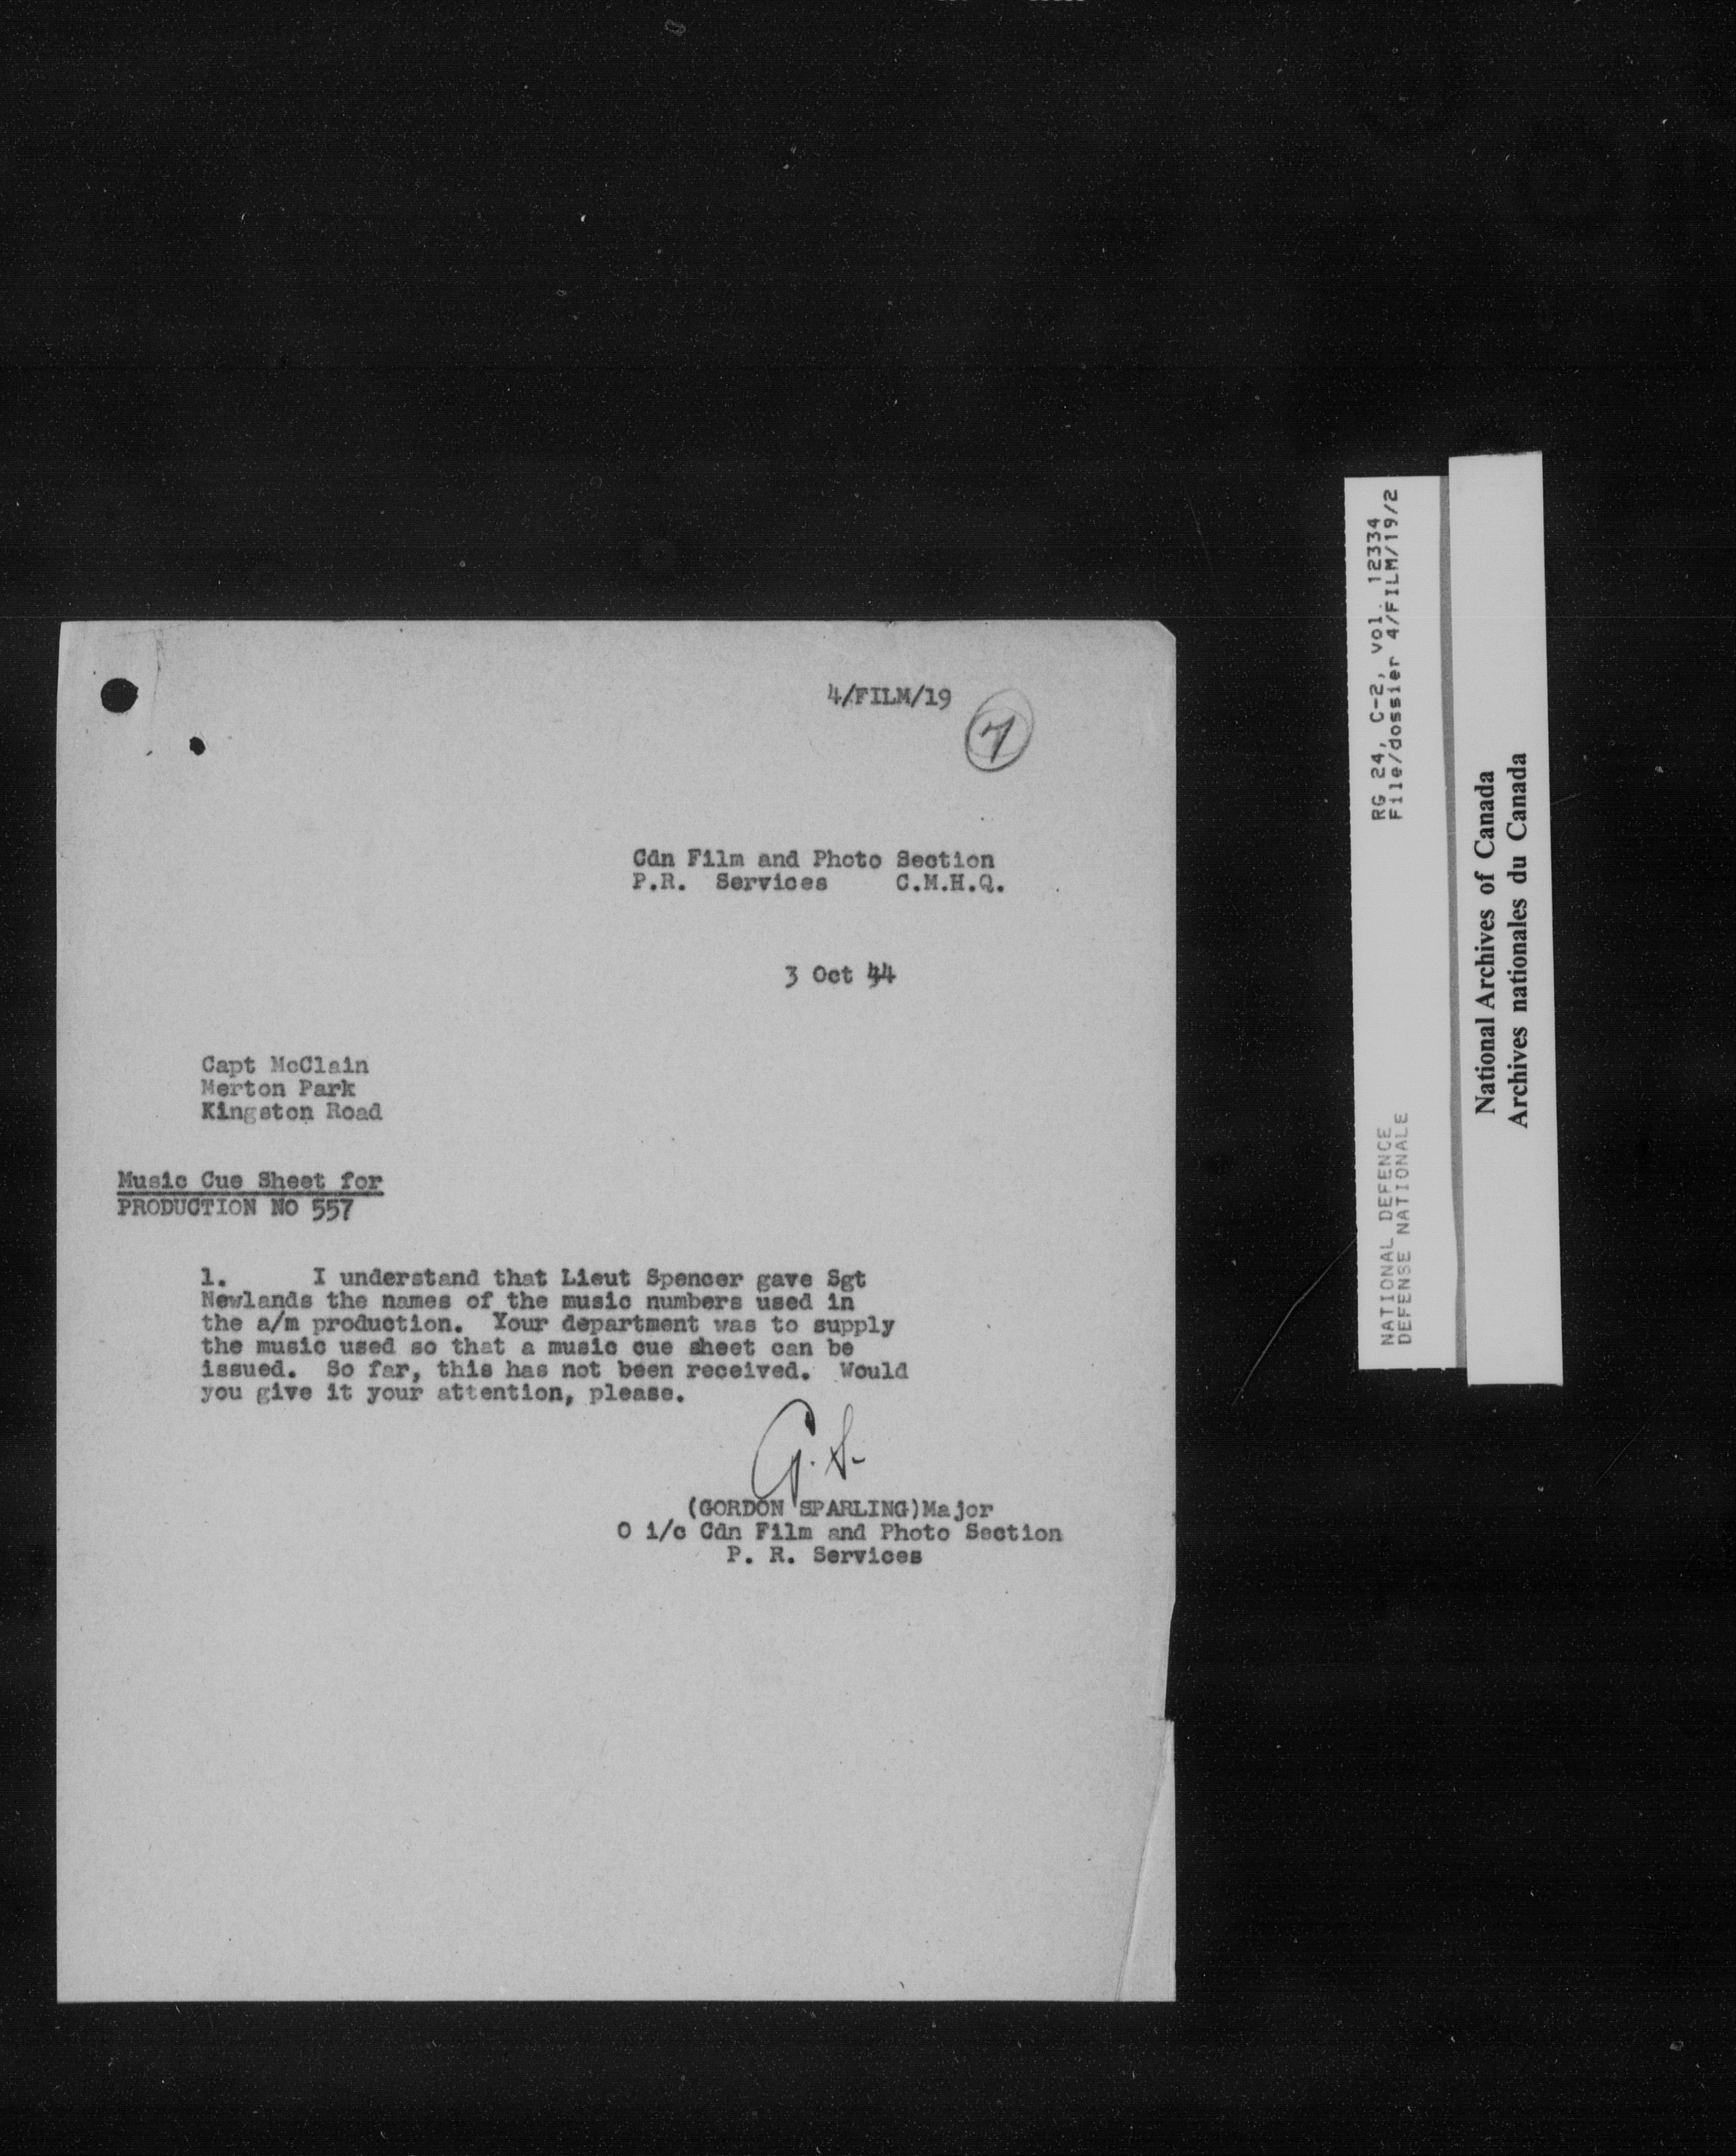 4/FILM/19
7
Cdn Film and Photo Section
P.R. Services C.M.H.Q.
3 Oct 44
Capt McClain
Merton Park
Kingston Road
Music Cue Sheet for
PRODUCTION NO 557
1. I understand that Lieut Spencer gave Sgt
Newlands the names of the music numbers used in
the a/m production. Your department was to supply
the music used so that a music cue sheet can be
issued. So far, this has not been received. Would
you give it your attention, please.
G.S.
(GORDON SPARLING)Major
O i/c Cdn Film and Photo Section
P. R. Services
RG 24, C-2, vol. 12334
File/dossier 4/FILM/19/2
NATIONAL DEFENCE
DEFENSE NATIONALE
National Archives of Canada
Archives nationales du Canada